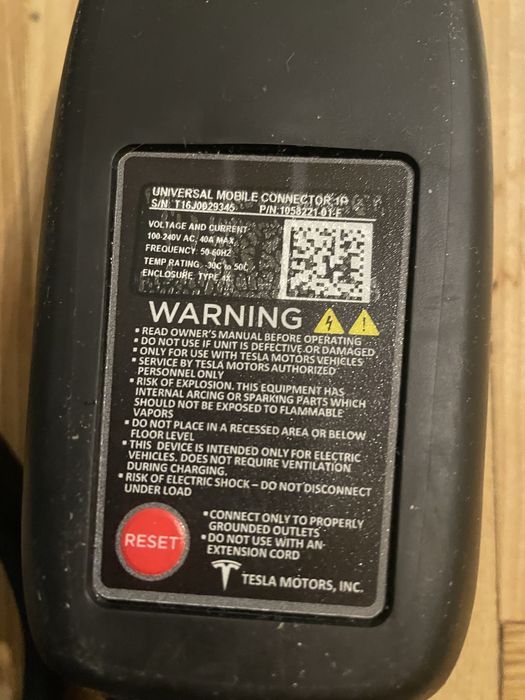 UNIVERSAL MOBILE CONNECTOR 1P
S/N T16J0029345 P/N 1058221-01-F
VOLTAGE AND CURRENT
100-240V AC, 40A MAX
FREQUENCY 50-60HZ
TEMP RATING -30C to 50C
ENCLOSURE, TYPE 4X
WARNING
▪ READ OWNER'S MANUAL BEFORE OPERATING
▪ DO NOT USE IF UNIT IS DEFECTIVE OR DAMAGED
▪ ONLY FOR USE WITH TESLA MOTORS VEHICLES
▪ SERVICE BY TESLA MOTORS AUTHORIZED
PERSONNEL ONLY
▪ RISK OF EXPLOSION. THIS EQUIPMENT HAS
INTERNAL ARCING OR SPARKING PARTS WHICH
SHOULD NOT BE EXPOSED TO FLAMMABLE
VAPORS
▪ DO NOT PLACE IN A RECESSED AREA OR BELOW
FLOOR LEVEL
▪ THIS DEVICE IS INTENDED ONLY FOR ELECTRIC
VEHICLES. DOES NOT REQUIRE VENTILATION
DURING CHARGING.
▪ RISK OF ELECTRIC SHOCK – DO NOT DISCONNECT
UNDER LOAD
RESET
▪ CONNECT ONLY TO PROPERLY
GROUNDED OUTLETS
▪ DO NOT USE WITH AN
EXTENSION CORD
TESLA MOTORS, INC.